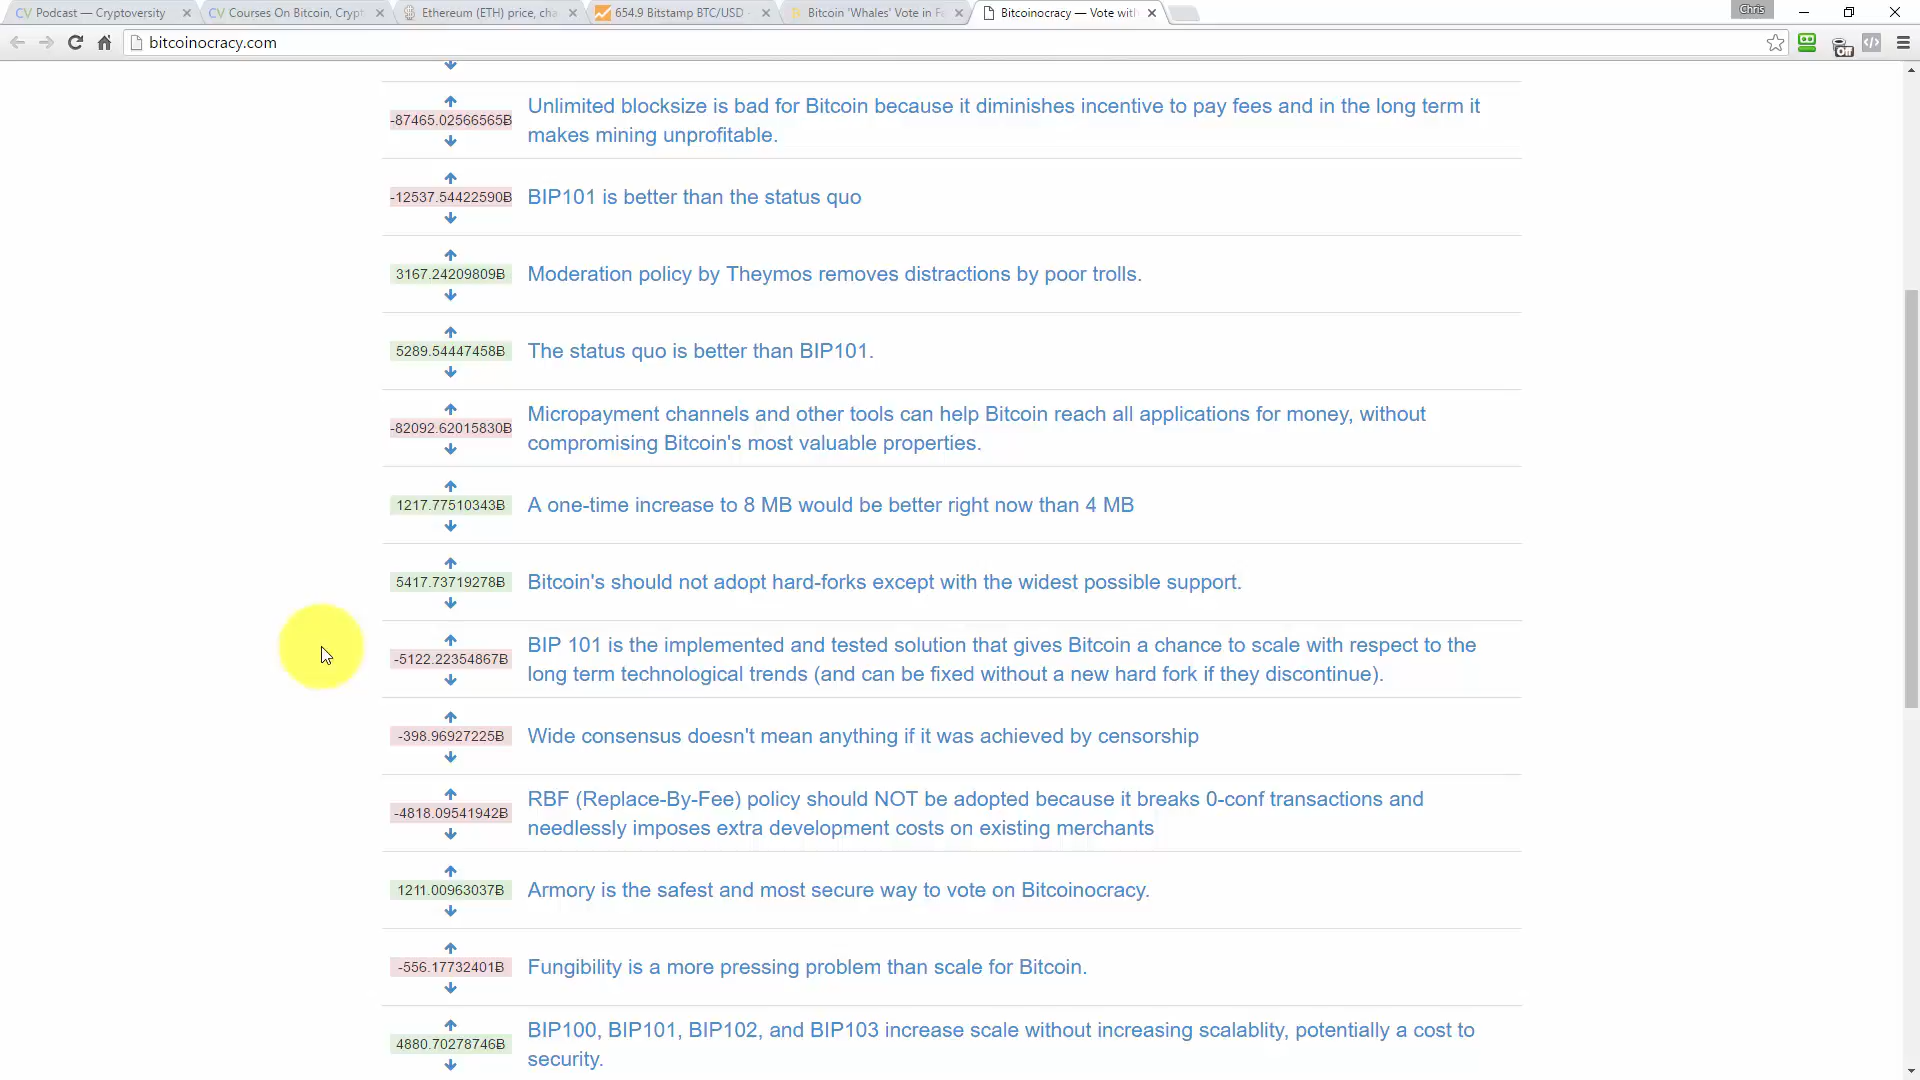 CV Podcast — Cryptoversity
CV Courses On Bitcoin, Crypt
Ethereum (ETH) price, cha
654.9 Bitstamp BTC/USD
Bitcoin 'Whales' Vote in Fe
Bitcoinocracy — Vote with
Chris
bitcoinocracy.com
Off
-87465.02566565Ƀ
Unlimited blocksize is bad for Bitcoin because it diminishes incentive to pay fees and in the long term it
makes mining unprofitable.
-12537.54422590Ƀ
BIP101 is better than the status quo
3167.24209809Ƀ
Moderation policy by Theymos removes distractions by poor trolls.
5289.54447458Ƀ
The status quo is better than BIP101.
-82092.62015830Ƀ
Micropayment channels and other tools can help Bitcoin reach all applications for money, without
compromising Bitcoin's most valuable properties.
1217.77510343Ƀ
A one-time increase to 8 MB would be better right now than 4 MB
5417.73719278Ƀ
Bitcoin's should not adopt hard-forks except with the widest possible support.
-5122.22354867Ƀ
BIP 101 is the implemented and tested solution that gives Bitcoin a chance to scale with respect to the
long term technological trends (and can be fixed without a new hard fork if they discontinue).
-398.96927225Ƀ
Wide consensus doesn't mean anything if it was achieved by censorship
-4818.09541942Ƀ
RBF (Replace-By-Fee) policy should NOT be adopted because it breaks 0-conf transactions and
needlessly imposes extra development costs on existing merchants
1211.00963037Ƀ
Armory is the safest and most secure way to vote on Bitcoinocracy.
-556.17732401Ƀ
Fungibility is a more pressing problem than scale for Bitcoin.
4880.70278746Ƀ
BIP100, BIP101, BIP102, and BIP103 increase scale without increasing scalablity, potentially a cost to
security.